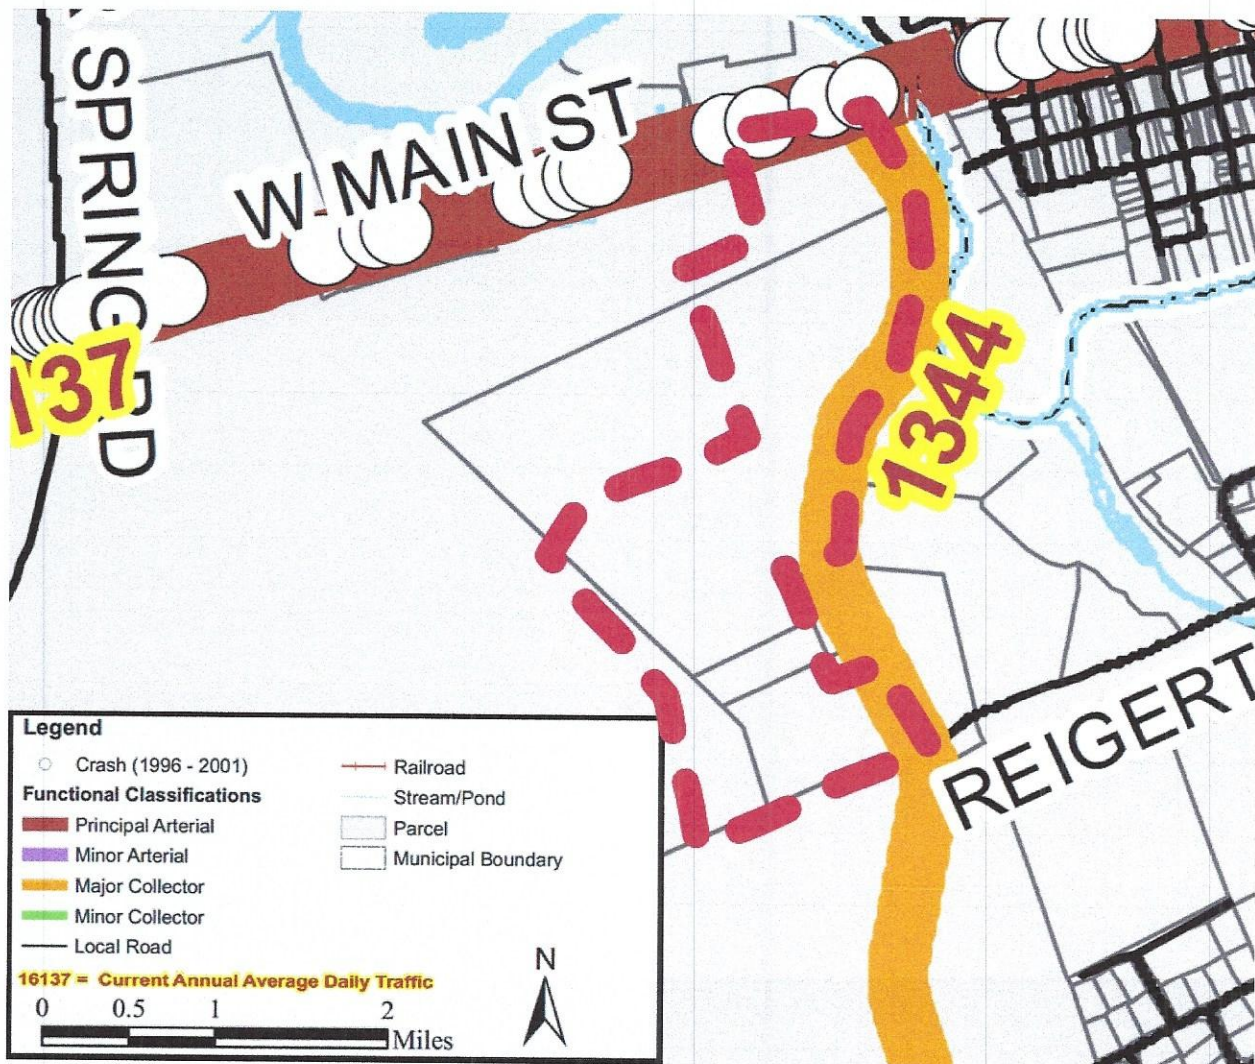 SPRING RD
W MAIN ST
137
1344
REIGERT
Legend
Crash (1996 - 2001)
Functional Classifications
Principal Arterial
Minor Arterial
Major Collector
Minor Collector
Local Road
Railroad
Stream/Pond
Parcel
Municipal Boundary
16137 = Current Annual Average Daily Traffic
0 0.5 1 2
Miles
N